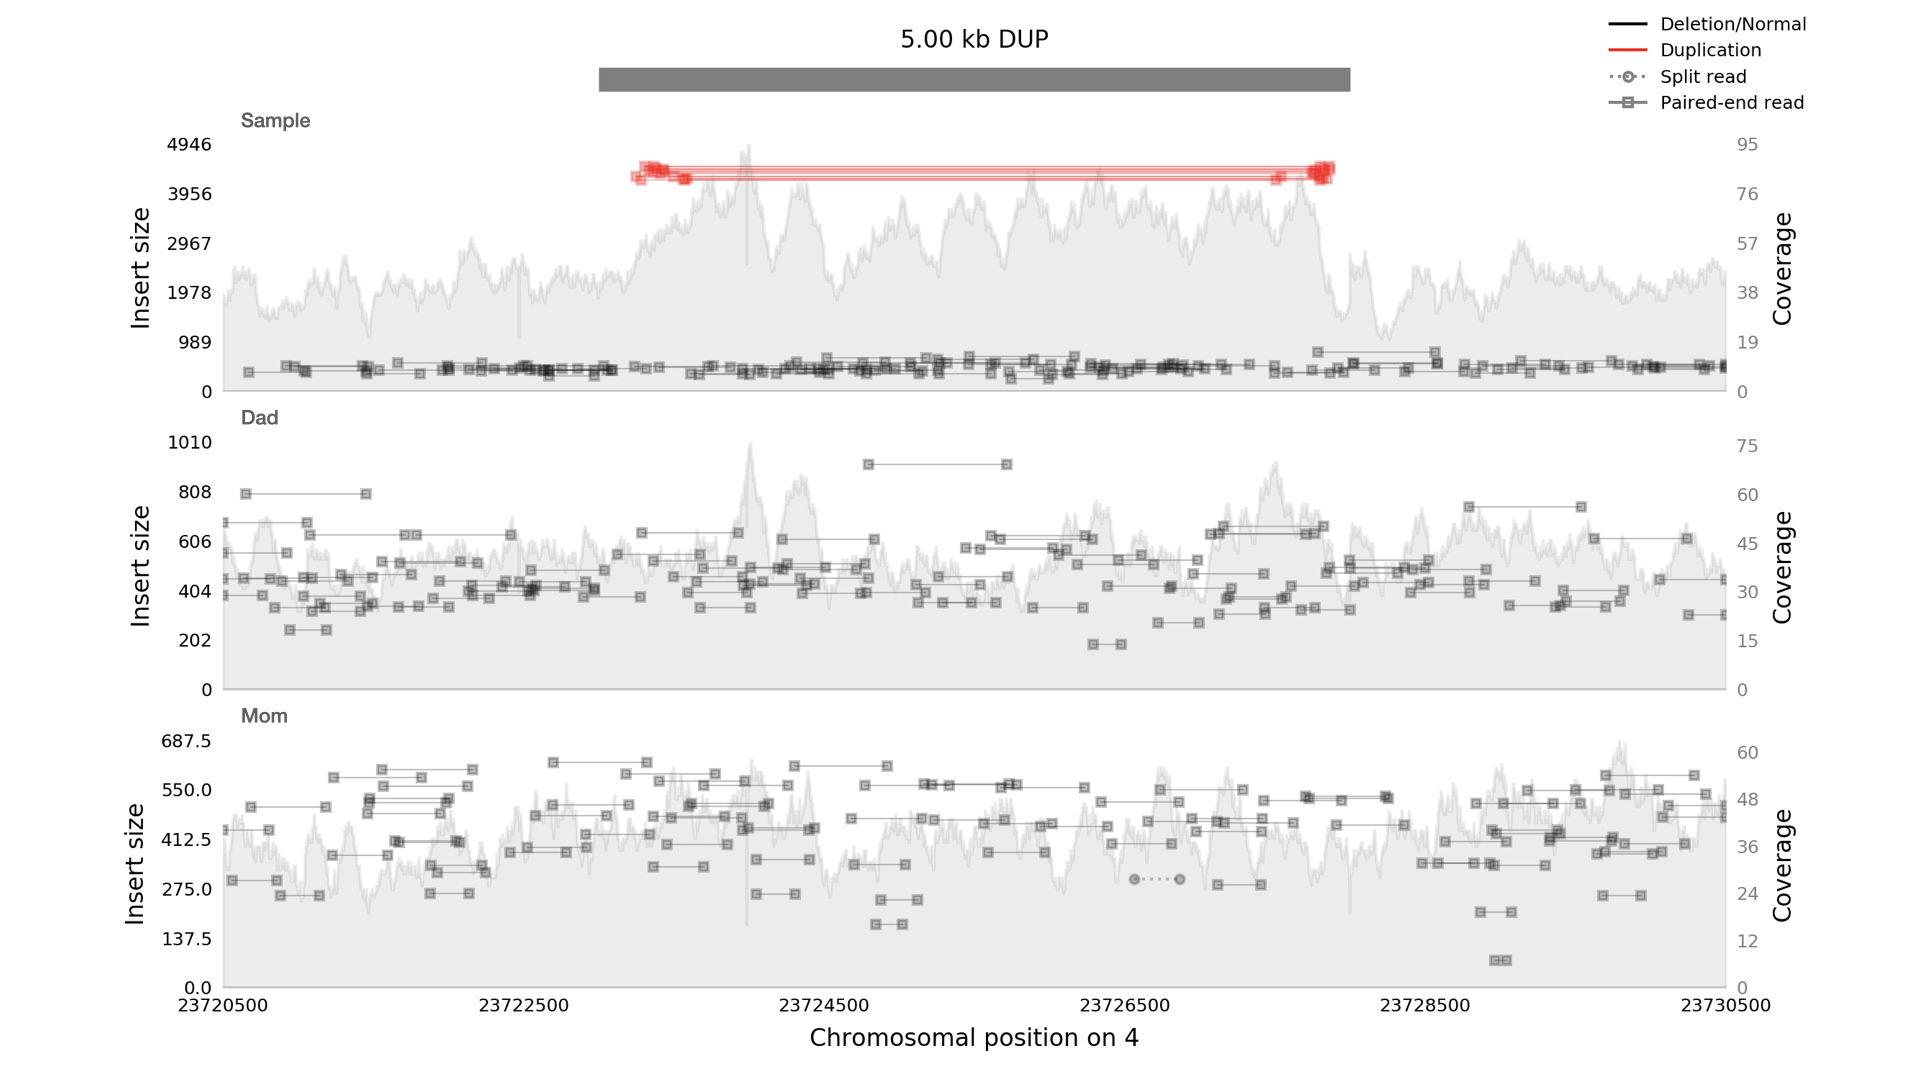 5.00 kb DUP
Deletion/Normal
Duplication
Split read
Paired-end read
Sample
4946
3956
2967
1978
989
0
Insert size
95
76
57
38
19
0
Coverage
Dad
1010
808
606
404
202
0
Insert size
75
60
45
30
15
0
Coverage
Mom
687.5
550.0
412.5
275.0
137.5
0.0
Insert size
60
48
36
24
12
0
Coverage
23720500 23722500 23724500 23726500 23728500 23730500
Chromosomal position on 4